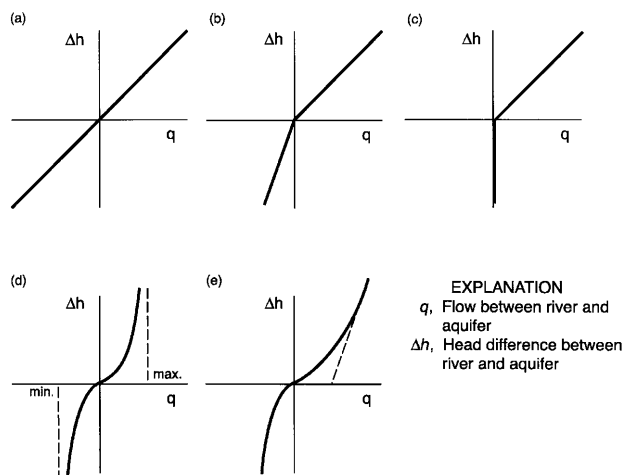 (a)
Δh
q
(b)
Δh
q
(c)
Δh
q
(d)
Δh
max.
min.
q
(e)
Δh
q
EXPLANATION
q, Flow between river and
aquifer
Δh, Head difference between
river and aquifer